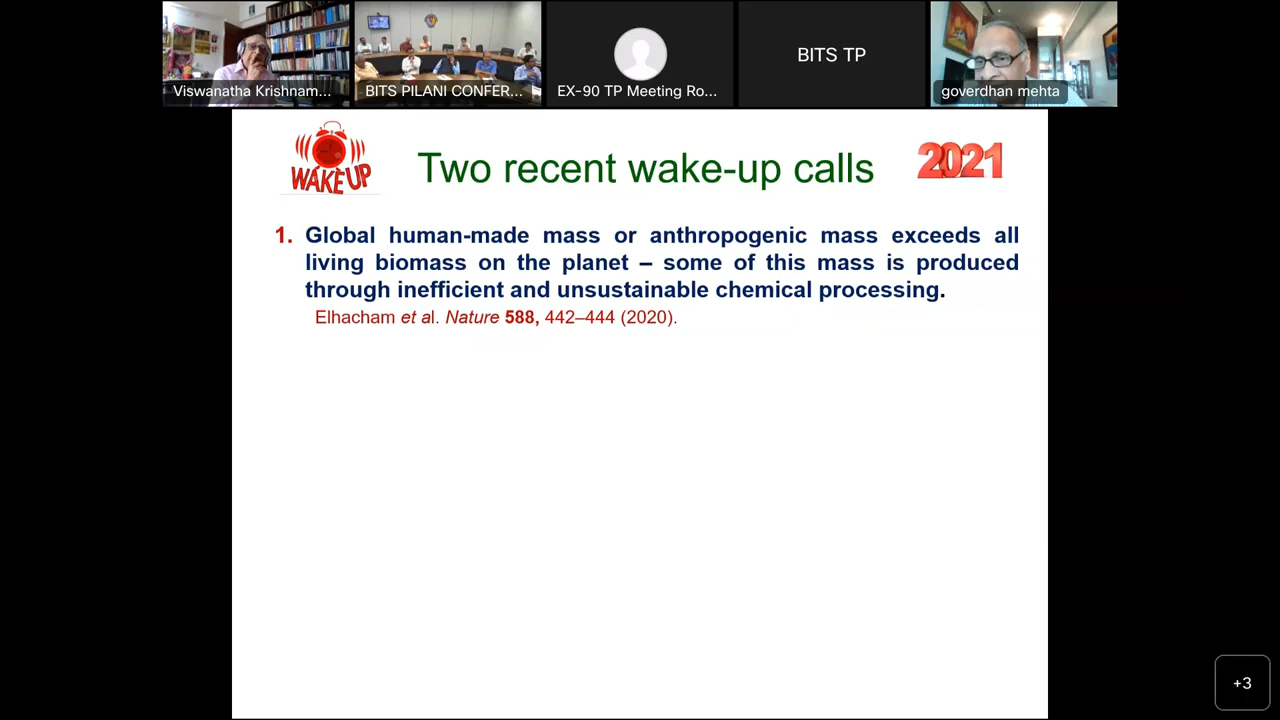 Viswanatha Krishnam...
BITS PILANI CONFER...
EX-90 TP Meeting Ro...
BITS TP
goverdhan mehta
WAKE UP
Two recent wake-up calls
2021
1. Global human-made mass or anthropogenic mass exceeds all
living biomass on the planet – some of this mass is produced
through inefficient and unsustainable chemical processing.
Elhacham et al. Nature 588, 442–444 (2020).
+3